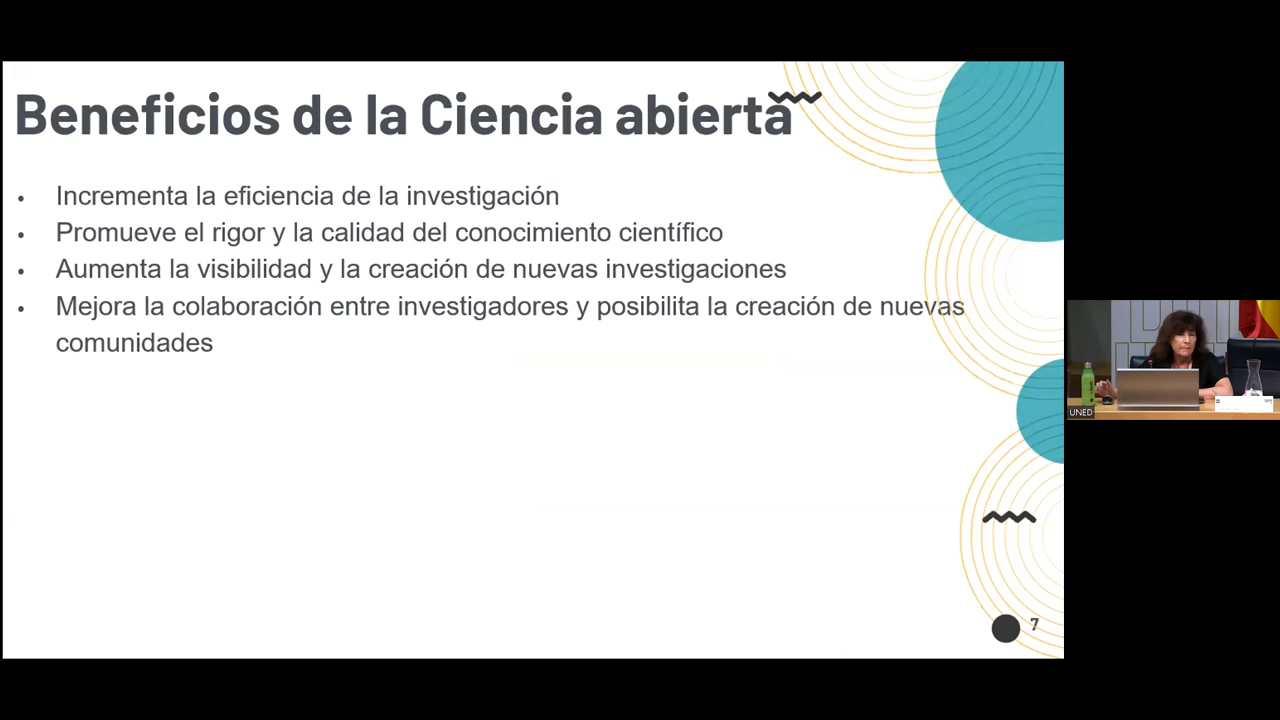 Beneficios de la Ciencia abierta
• Incrementa la eficiencia de la investigación
• Promueve el rigor y la calidad del conocimiento científico
• Aumenta la visibilidad y la creación de nuevas investigaciones
• Mejora la colaboración entre investigadores y posibilita la creación de nuevas
comunidades
UNED
7